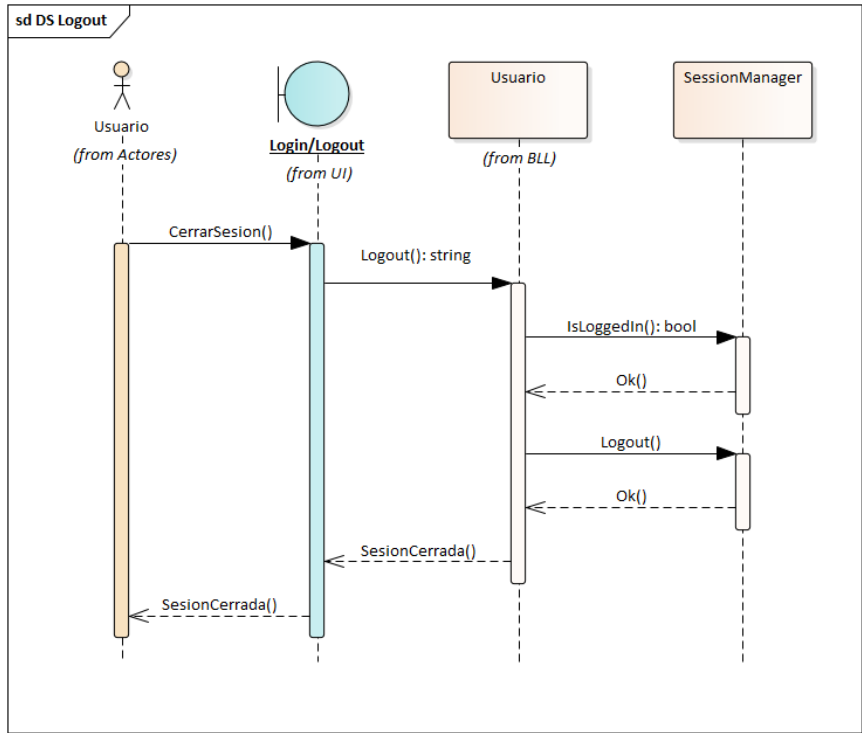 sd DS Logout
Usuario
(from Actores)
Login/Logout
(from UI)
Usuario
(from BLL)
SessionManager
CerrarSesion()
Logout(): string
IsLoggedIn(): bool
Ok()
Logout()
Ok()
SesionCerrada()
SesionCerrada()